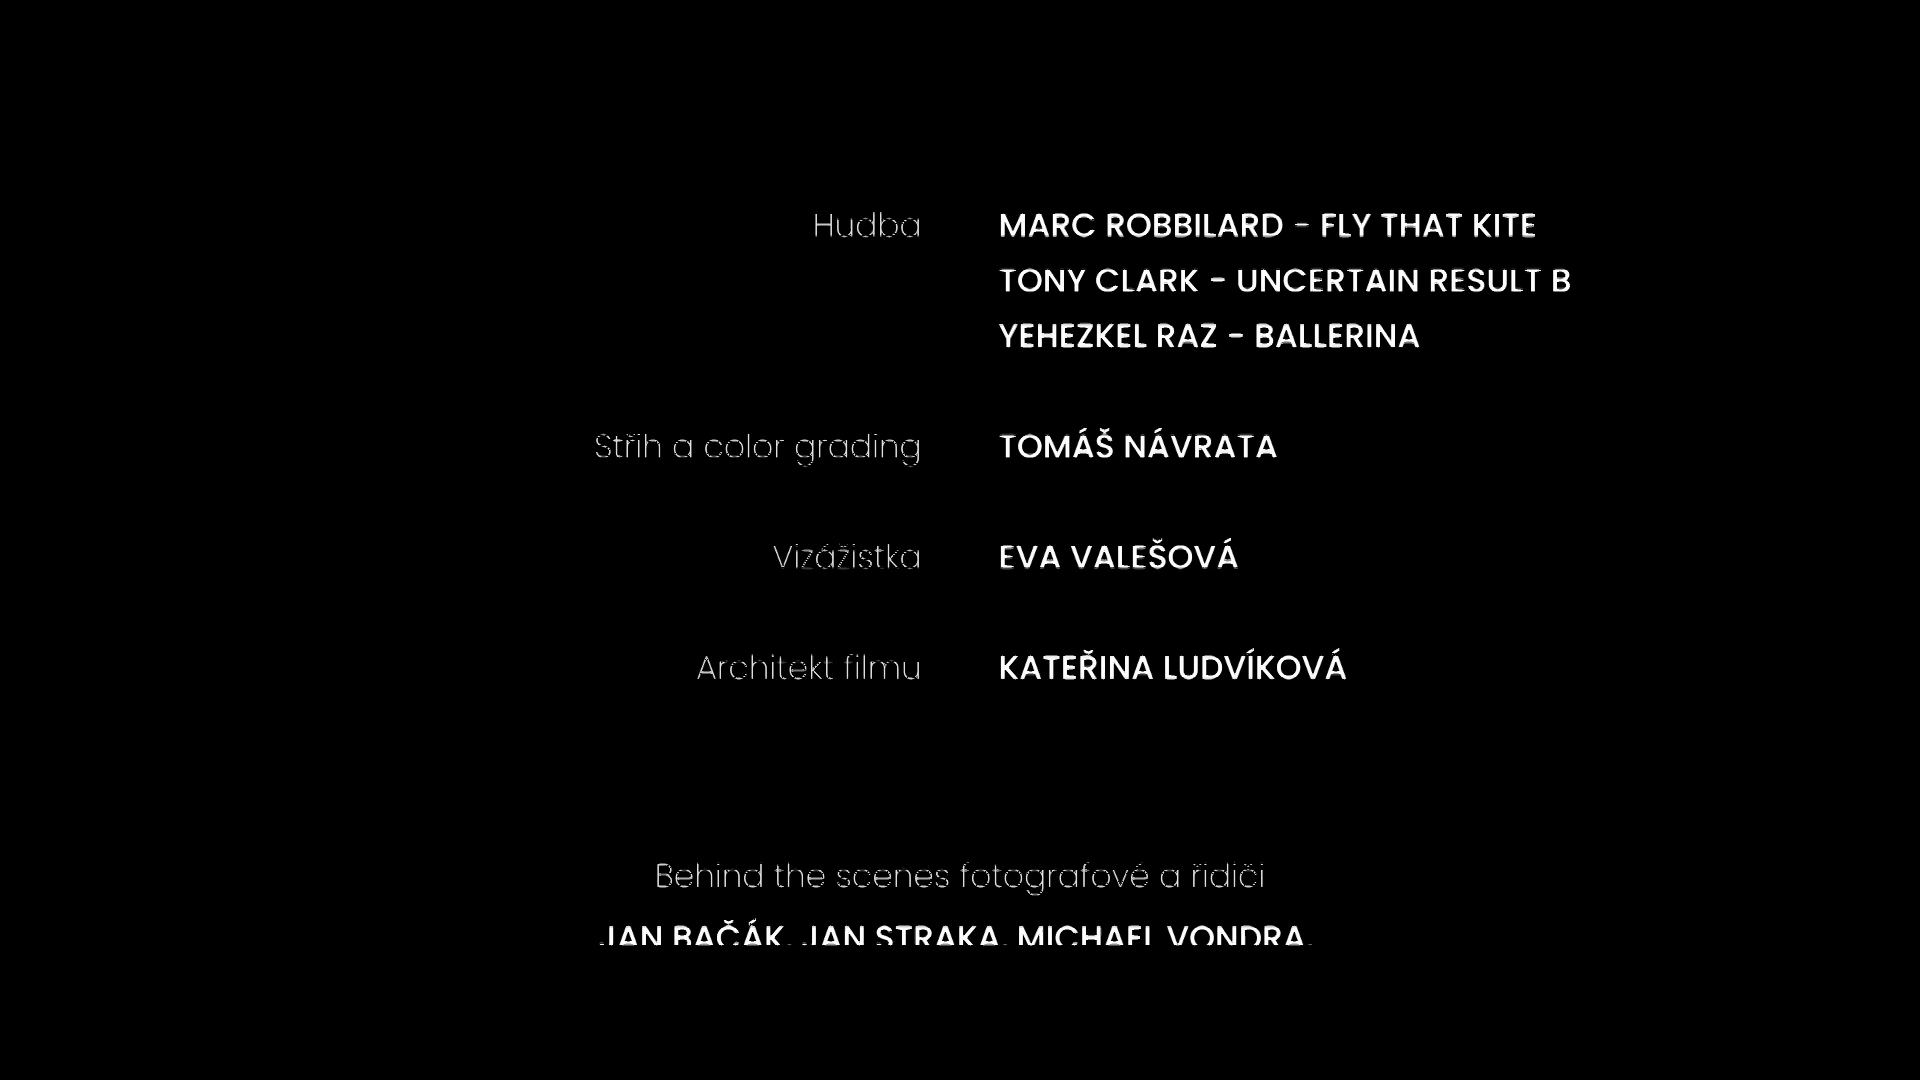 Hudba MARC ROBBILARD - FLY THAT KITE
TONY CLARK - UNCERTAIN RESULT B
YEHEZKEL RAZ - BALLERINA
Střih a color grading TOMÁŠ NÁVRATA
Vizážistka EVA VALEŠOVÁ
Architekt filmu KATEŘINA LUDVÍKOVÁ
Behind the scenes fotografové a řidiči
JAN BAČÁK, JAN STRAKA, MICHAEL VONDRA,